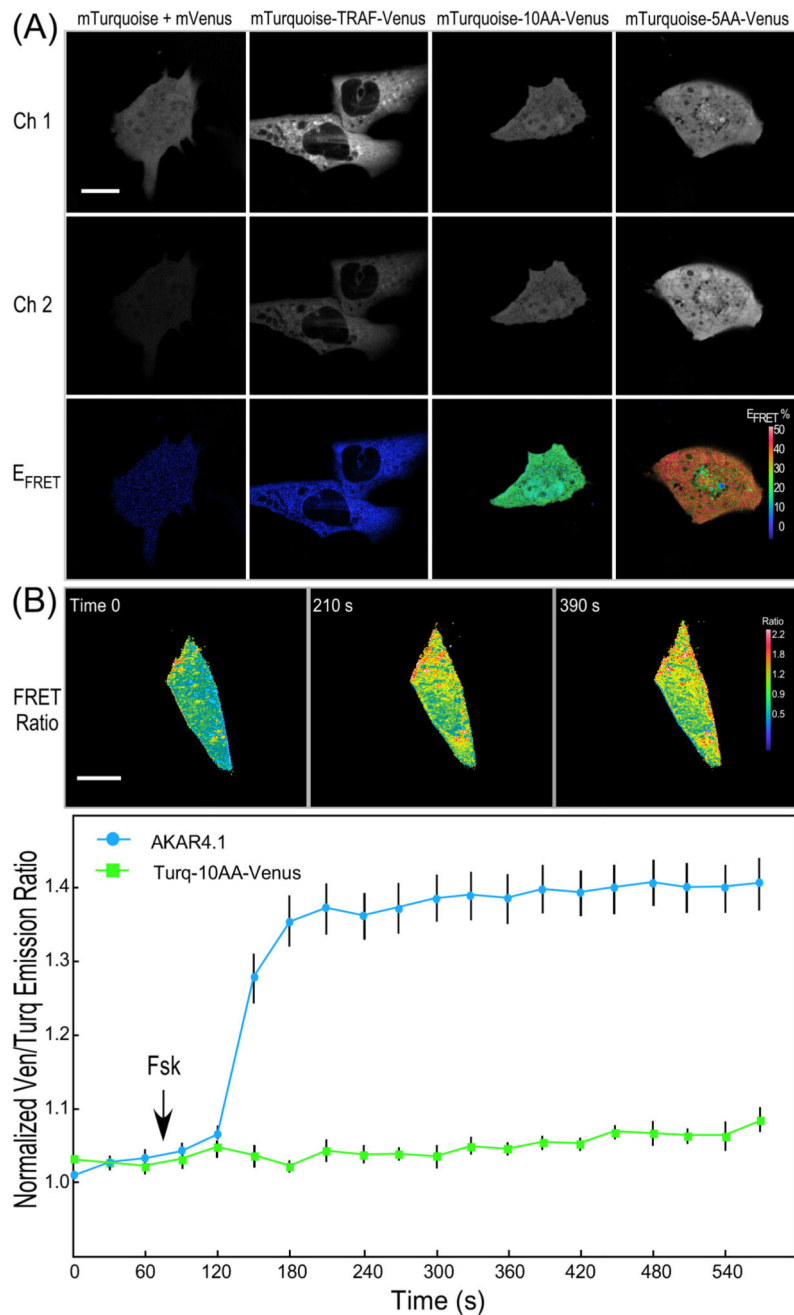 (A)
mTurquoise + mVenus
mTurquoise-TRAF-Venus
mTurquoise-10AA-Venus
mTurquoise-5AA-Venus
Ch 1
Ch 2
EFRET
EFRET %
50
40
30
20
10
0
(B)
Time 0
210 s
390 s
FRET
Ratio
Ratio
2.2
1.8
1.2
0.9
0.5
AKAR4.1
Turq-10AA-Venus
Normalized Ven/Turq Emission Ratio
1.4
1.3
1.2
1.1
1.0
Fsk
0 60 120 180 240 300 360 420 480 540
Time (s)